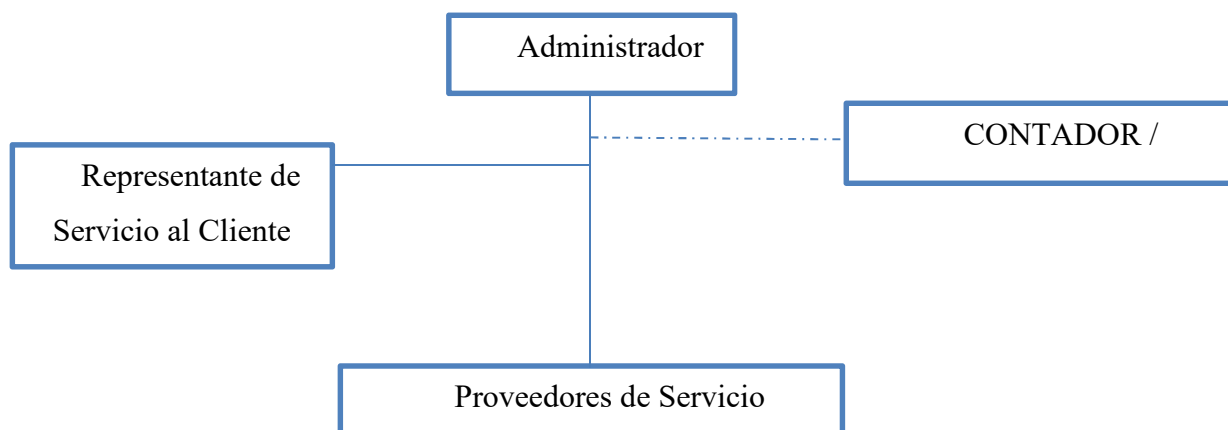 Administrador
CONTADOR /
Representante de
Servicio al Cliente
Proveedores de Servicio